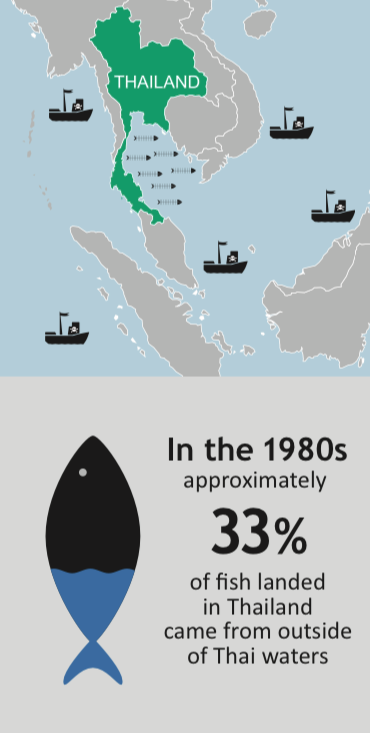 THAILAND
In the 1980s
approximately
33%
of fish landed
in Thailand
came from outside
of Thai waters